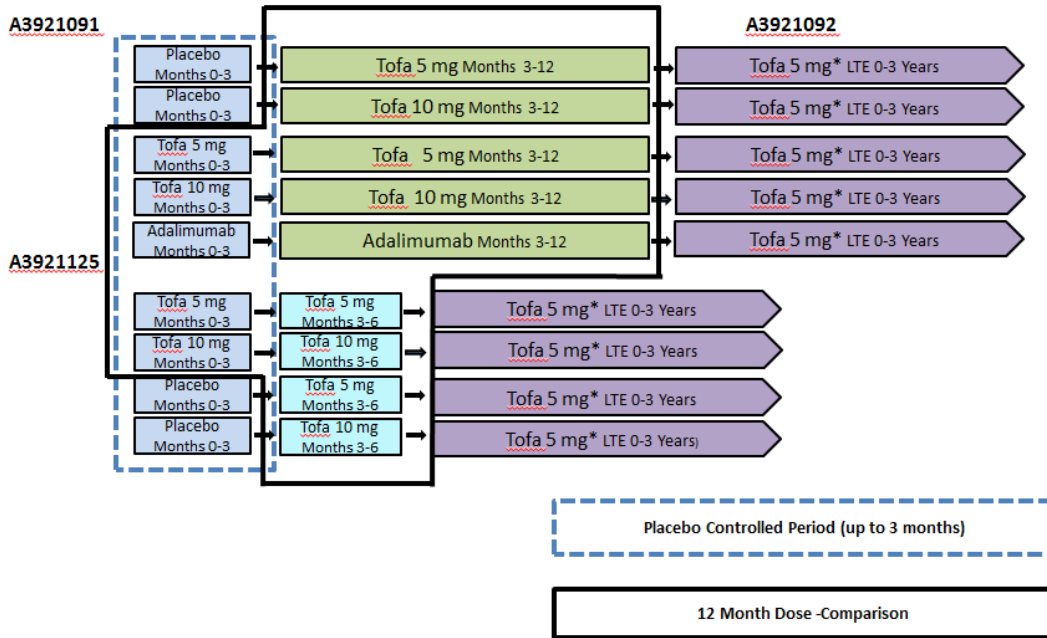 A3921091
A3921092
Placebo
Months 0-3
Tofa 5 mg Months 3-12
Tofa 5 mg* LTE 0-3 Years
Placebo
Months 0-3
Tofa 10 mg Months 3-12
Tofa 5 mg* LTE 0-3 Years
Tofa 5 mg
Months 0-3
Tofa 5 mg Months 3-12
Tofa 5 mg* LTE 0-3 Years
Tofa 10 mg
Months 0-3
Tofa 10 mg Months 3-12
Tofa 5 mg* LTE 0-3 Years
Adalimumab
Months 0-3
Adalimumab Months 3-12
Tofa 5 mg* LTE 0-3 Years
A3921125
Tofa 5 mg
Months 0-3
Tofa 5 mg
Months 3-6
Tofa 5 mg* LTE 0-3 Years
Tofa 10 mg
Months 0-3
Tofa 10 mg
Months 3-6
Tofa 5 mg* LTE 0-3 Years
Placebo
Months 0-3
Tofa 5 mg
Months 3-6
Tofa 5 mg* LTE 0-3 Years
Placebo
Months 0-3
Tofa 10 mg
Months 3-6
Tofa 5 mg* LTE 0-3 Years)
Placebo Controlled Period (up to 3 months)
12 Month Dose -Comparison